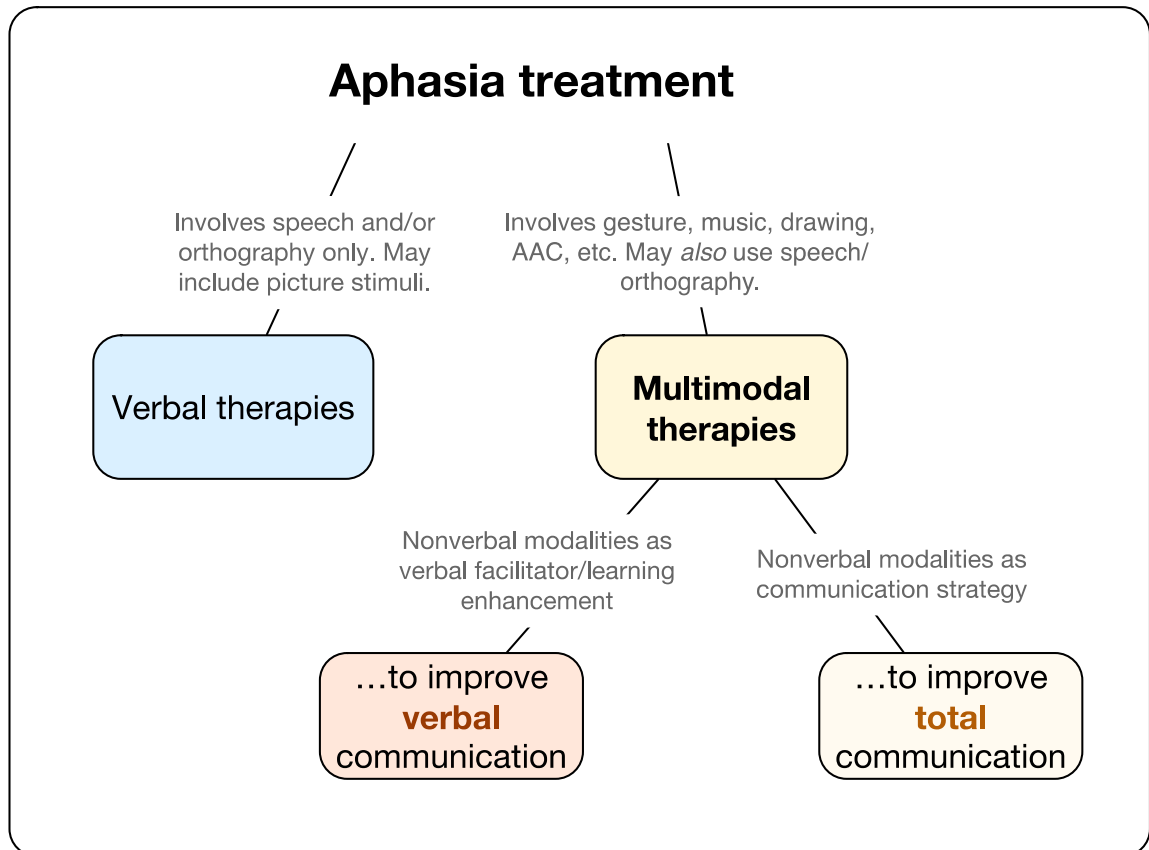 Aphasia treatment
Involves speech and/or
orthography only. May
include picture stimuli.
Involves gesture, music, drawing,
AAC, etc. May also use speech/
orthography.
Verbal therapies
Multimodal
therapies
Nonverbal modalities as
verbal facilitator/learning
enhancement
Nonverbal modalities as
communication strategy
…to improve
verbal
communication
…to improve
total
communication